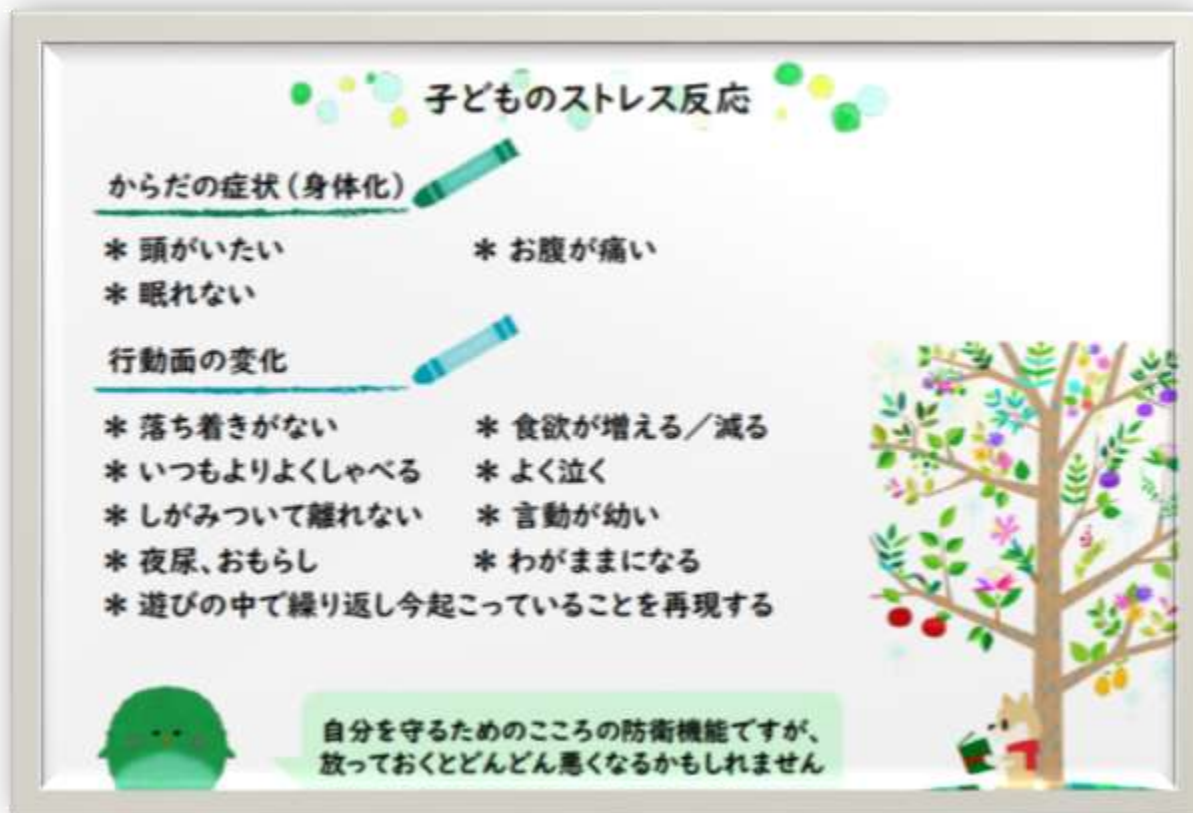 子どものストレス反応
からだの症状(身体化)
* 頭がいたい
* お腹が痛い
* 眠れない
行動面の変化
* 落ち着きがない
* 食欲が増える/減る
* いつもよりよくしゃべる
* よく泣く
* しがみついて離れない
* 言動が幼い
* 夜尿、おもらし
* わがままになる
* 遊びの中で繰り返し今起こっていることを再現する
自分を守るためのこころの防衛機能ですが、
放っておくとどんどん悪くなるかもしれません